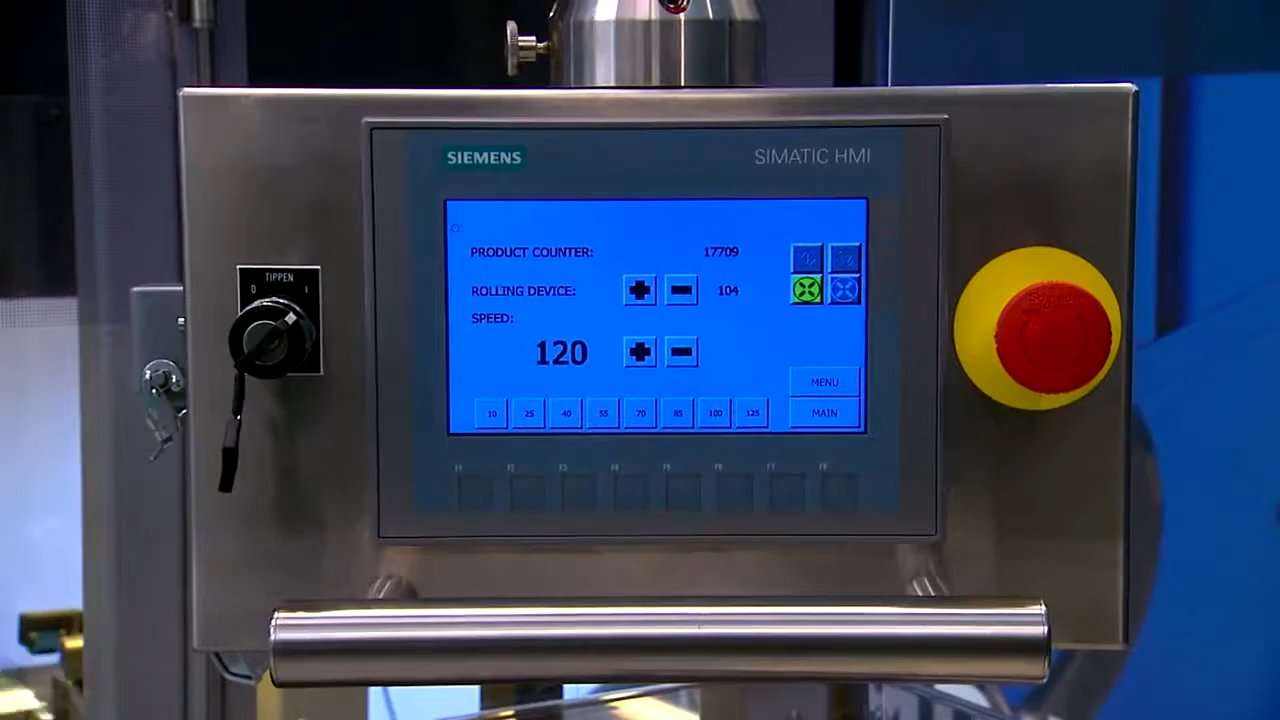 SIEMENS
SIMATIC HMI
TIPPEN
0 1
PRODUCT COUNTER: 17709
ROLLING DEVICE: 104
SPEED:
120
MENU
10 25 40 55 70 85 100 125
MAIN
F1 F2 F3 F4 F5 F6 F7 F8